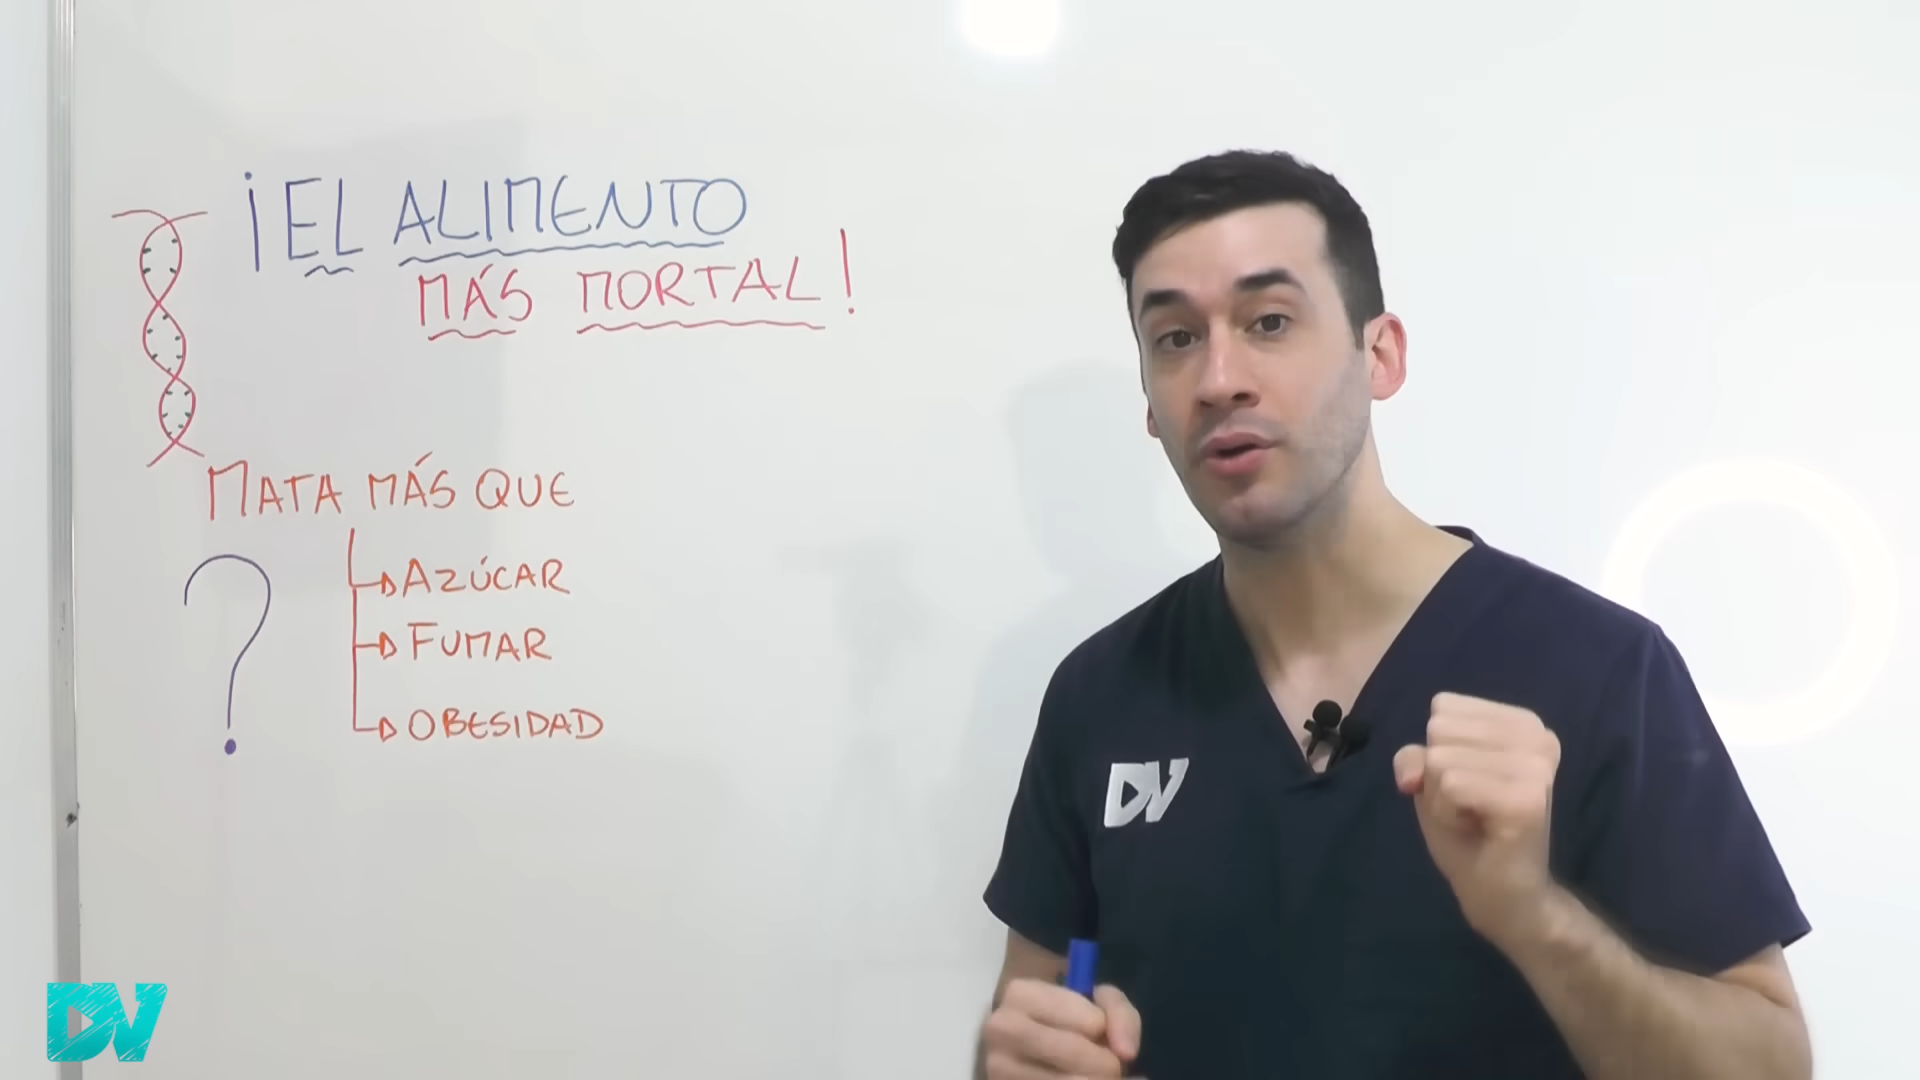 ¡EL ALIMENTO
MÁS MORTAL!
MATA MÁS QUE
AZÚCAR
FUMAR
OBESIDAD
?
DV
DV